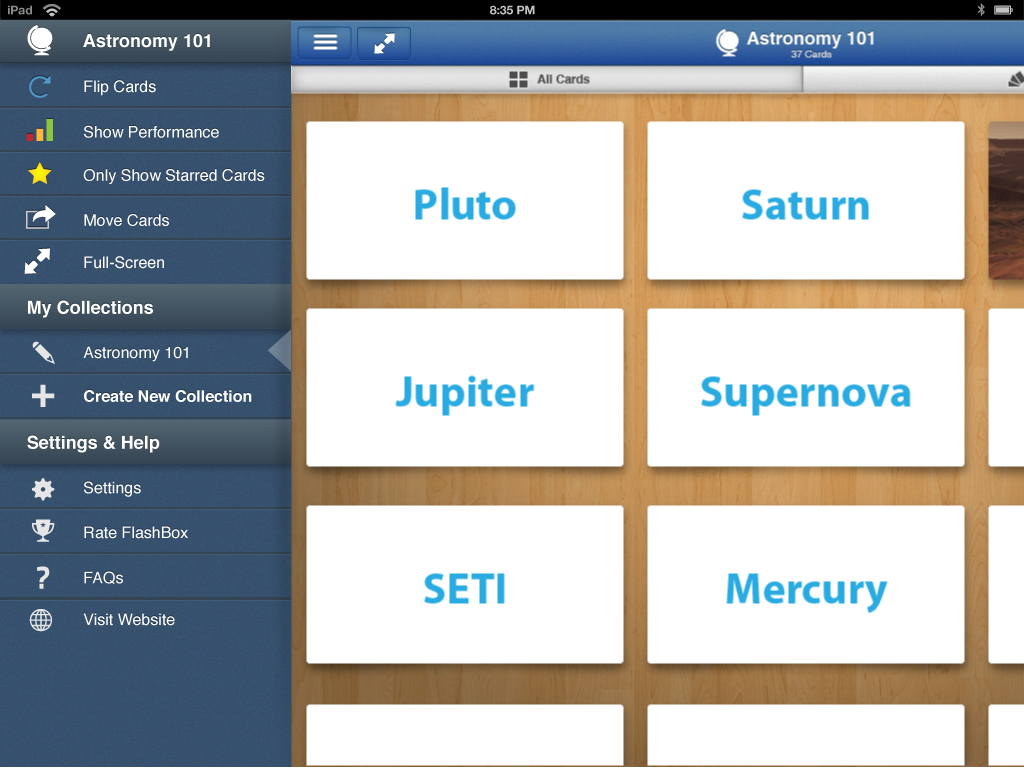 iPad
8:35 PM
Astronomy 101
Flip Cards
Show Performance
Only Show Starred Cards
Move Cards
Full-Screen
My Collections
Astronomy 101
Create New Collection
Settings & Help
Settings
Rate FlashBox
FAQs
Visit Website
Astronomy 101
37 Cards
All Cards
Pluto
Saturn
Jupiter
Supernova
SETI
Mercury